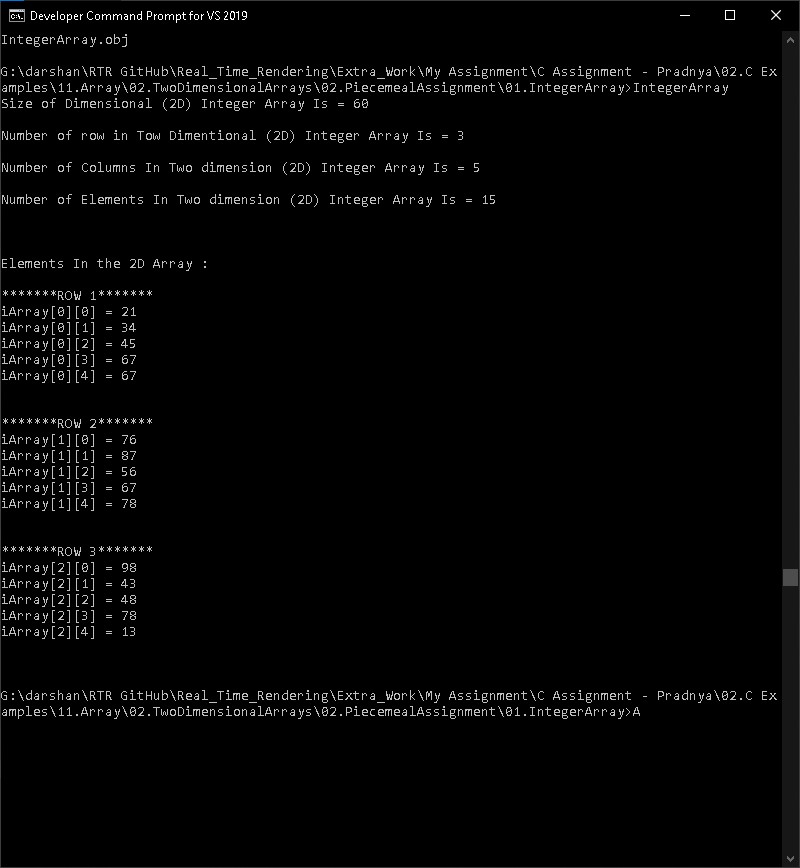 Developer Command Prompt for VS 2019
IntegerArray.obj
G:\darshan\RTR GitHub\Real_Time_Rendering\Extra_Work\My Assignment\C Assignment - Pradnya\02.C Ex
amples\11.Array\02.TwoDimensionalArrays\02.PiecemealAssignment\01.IntegerArray>IntegerArray
Size of Dimensional (2D) Integer Array Is = 60
Number of row in Tow Dimentional (2D) Integer Array Is = 3
Number of Columns In Two dimension (2D) Integer Array Is = 5
Number of Elements In Two dimension (2D) Integer Array Is = 15
Elements In the 2D Array :
*******ROW 1*******
iArray[0][0] = 21
iArray[0][1] = 34
iArray[0][2] = 45
iArray[0][3] = 67
iArray[0][4] = 67
*******ROW 2*******
iArray[1][0] = 76
iArray[1][1] = 87
iArray[1][2] = 56
iArray[1][3] = 67
iArray[1][4] = 78
*******ROW 3*******
iArray[2][0] = 98
iArray[2][1] = 43
iArray[2][2] = 48
iArray[2][3] = 78
iArray[2][4] = 13
G:\darshan\RTR GitHub\Real_Time_Rendering\Extra_Work\My Assignment\C Assignment - Pradnya\02.C Ex
amples\11.Array\02.TwoDimensionalArrays\02.PiecemealAssignment\01.IntegerArray>A